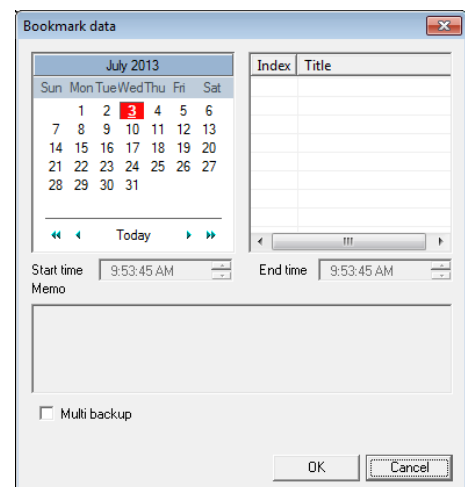 Bookmark data
July 2013
Sun Mon Tue Wed Thu Fri Sat
1 2 3 4 5 6
7 8 9 10 11 12 13
14 15 16 17 18 19 20
21 22 23 24 25 26 27
28 29 30 31
Today
Index Title
Start time 9:53:45 AM End time 9:53:45 AM
Memo
Multi backup
OK Cancel